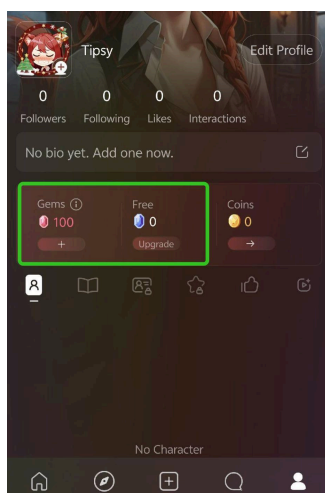 Tipsy
Edit Profile
0 0 0 0
Followers Following Likes Interactions
No bio yet. Add one now.
Gems Free Coins
100 0 0
+ Upgrade →
No Character